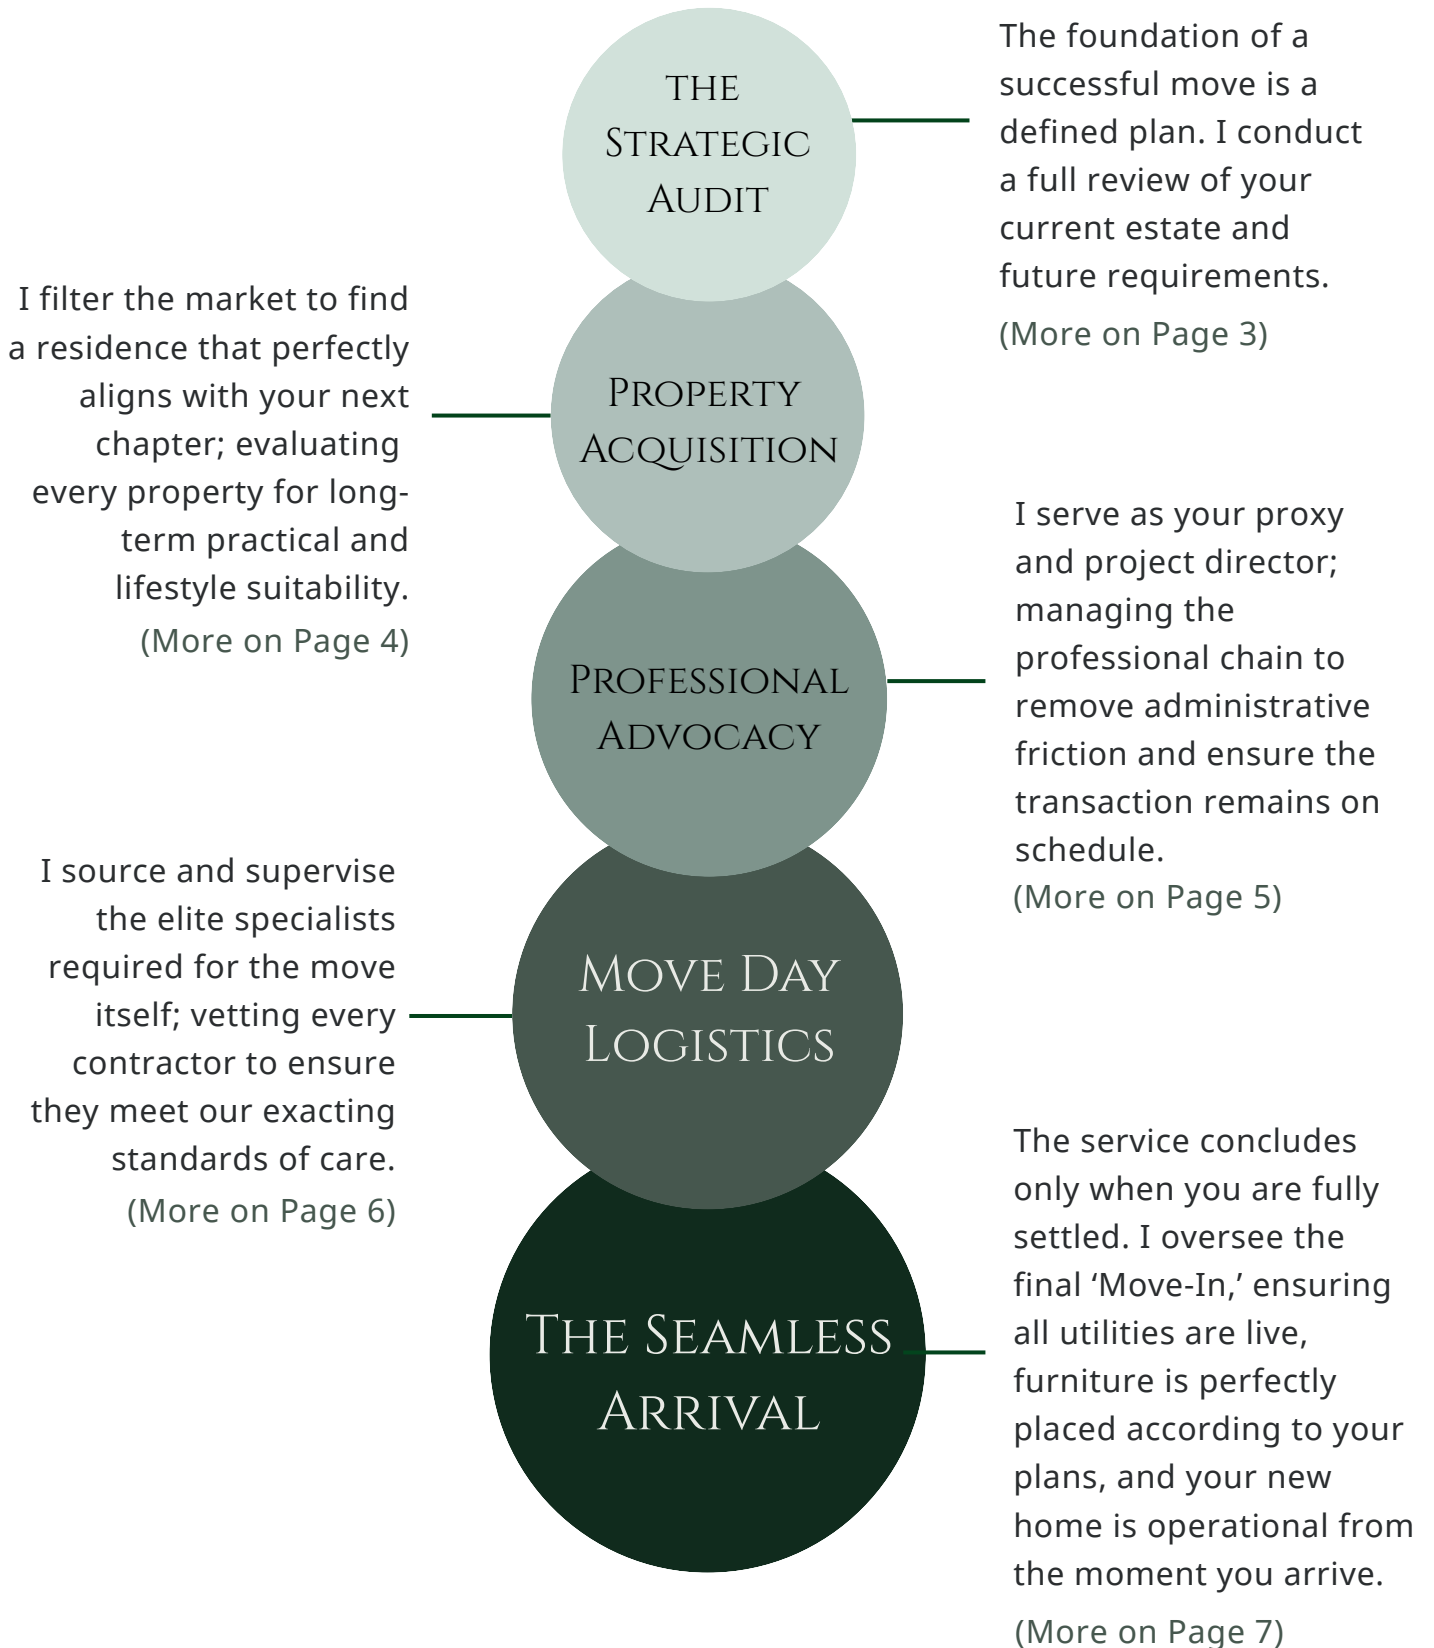 THE
STRATEGIC
AUDIT
The foundation of a
successful move is a
defined plan. I conduct
a full review of your
current estate and
future requirements.
(More on Page 3)
PROPERTY
ACQUISITION
I filter the market to find
a residence that perfectly
aligns with your next
chapter; evaluating
every property for long-
term practical and
lifestyle suitability.
(More on Page 4)
PROFESSIONAL
ADVOCACY
I serve as your proxy
and project director;
managing the
professional chain to
remove administrative
friction and ensure the
transaction remains on
schedule.
(More on Page 5)
MOVE DAY
LOGISTICS
I source and supervise
the elite specialists
required for the move
itself; vetting every
contractor to ensure
they meet our exacting
standards of care.
(More on Page 6)
THE SEAMLESS
ARRIVAL
The service concludes
only when you are fully
settled. I oversee the
final ‘Move-In,’ ensuring
all utilities are live,
furniture is perfectly
placed according to your
plans, and your new
home is operational from
the moment you arrive.
(More on Page 7)